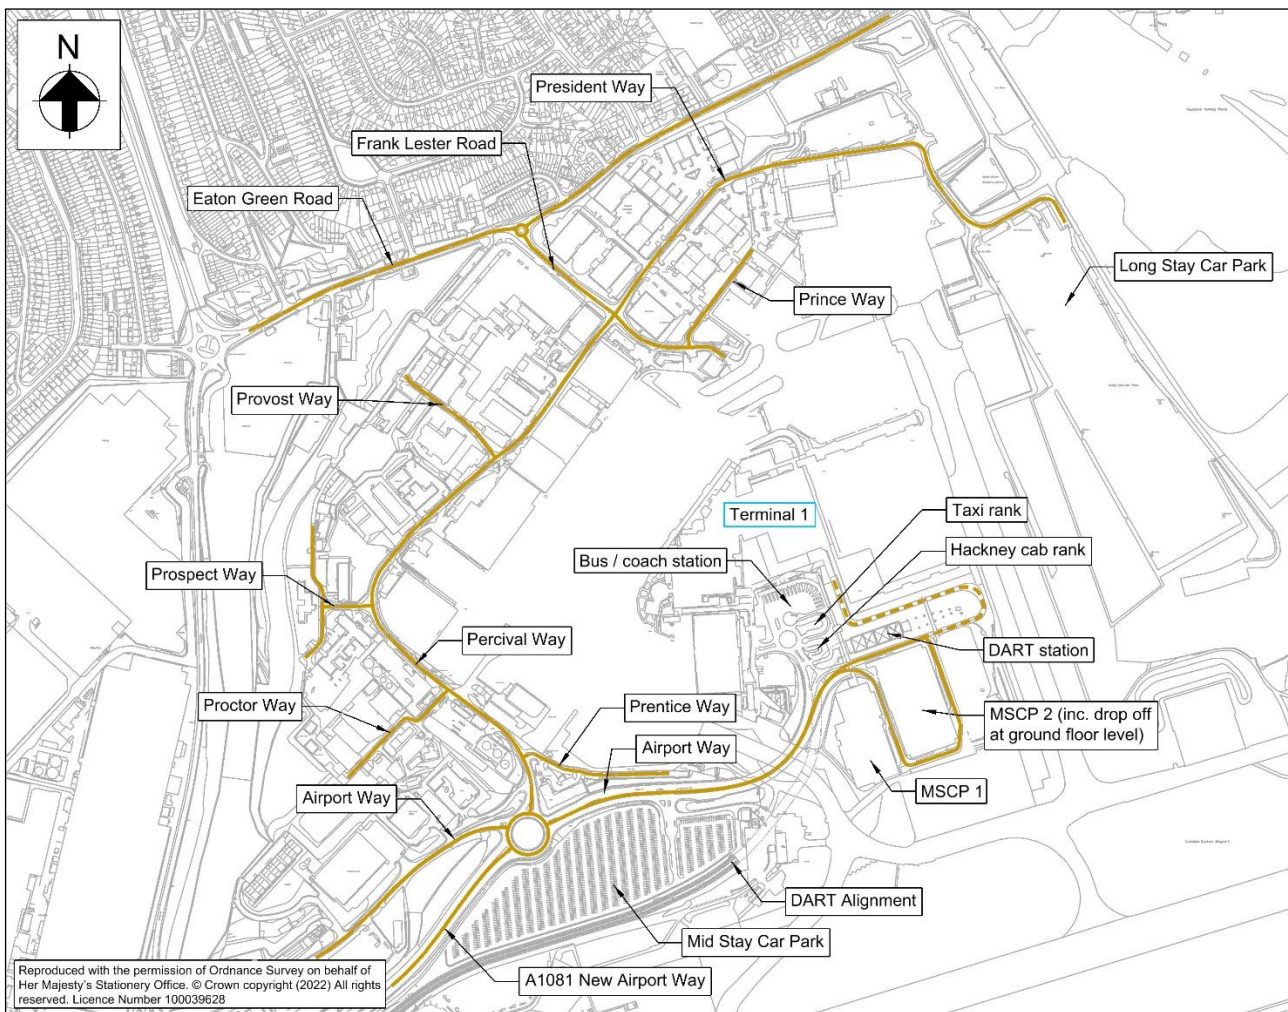 N
President Way
Frank Lester Road
Eaton Green Road
Long Stay Car Park
Prince Way
Provost Way
Terminal 1
Taxi rank
Hackney cab rank
Bus / coach station
Prospect Way
Percival Way
DART station
Proctor Way
Prentice Way
MSCP 2 (inc. drop off
at ground floor level)
Airport Way
MSCP 1
Airport Way
DART Alignment
Mid Stay Car Park
A1081 New Airport Way
Reproduced with the permission of Ordnance Survey on behalf of
Her Majesty's Stationery Office. © Crown copyright (2022) All rights
reserved. Licence Number 100039628